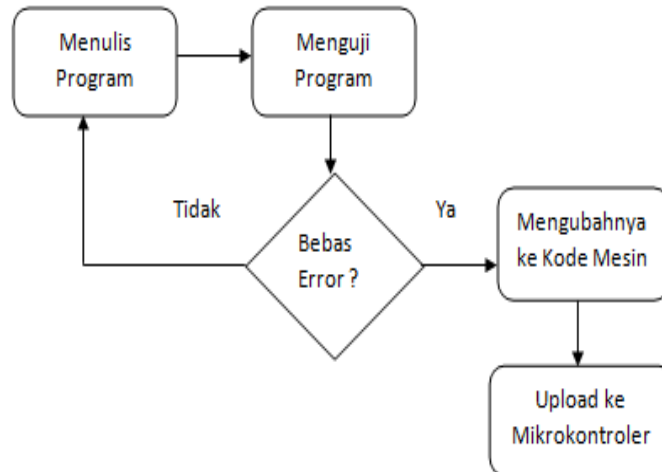 Menulis
Program
Menguji
Program
Tidak
Ya
Bebas
Error ?
Mengubahnya
ke Kode Mesin
Upload ke
Mikrokontroler